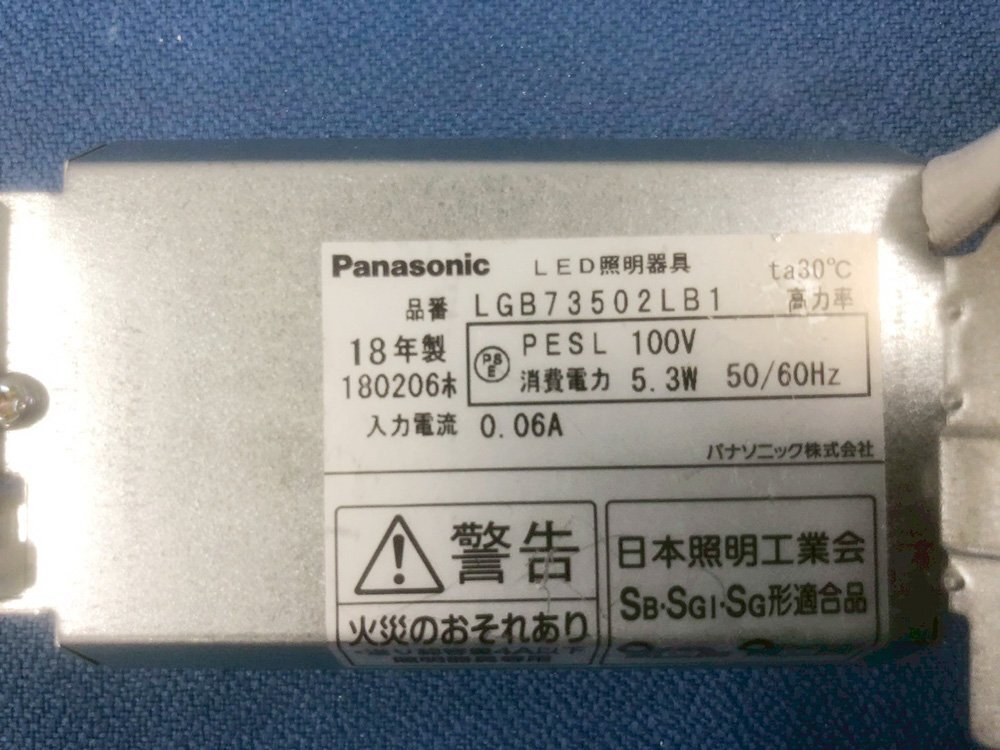 Panasonic LED照明器具 ta30℃
品番 LGB73502LB1 高力率
18年製 PSE PESL 100V
180206木 消費電力 5.3W 50/60Hz
入力電流 0.06A
パナソニック株式会社
警告
火災のおそれあり
日本照明工業会
SB・SGI・SG形適合品